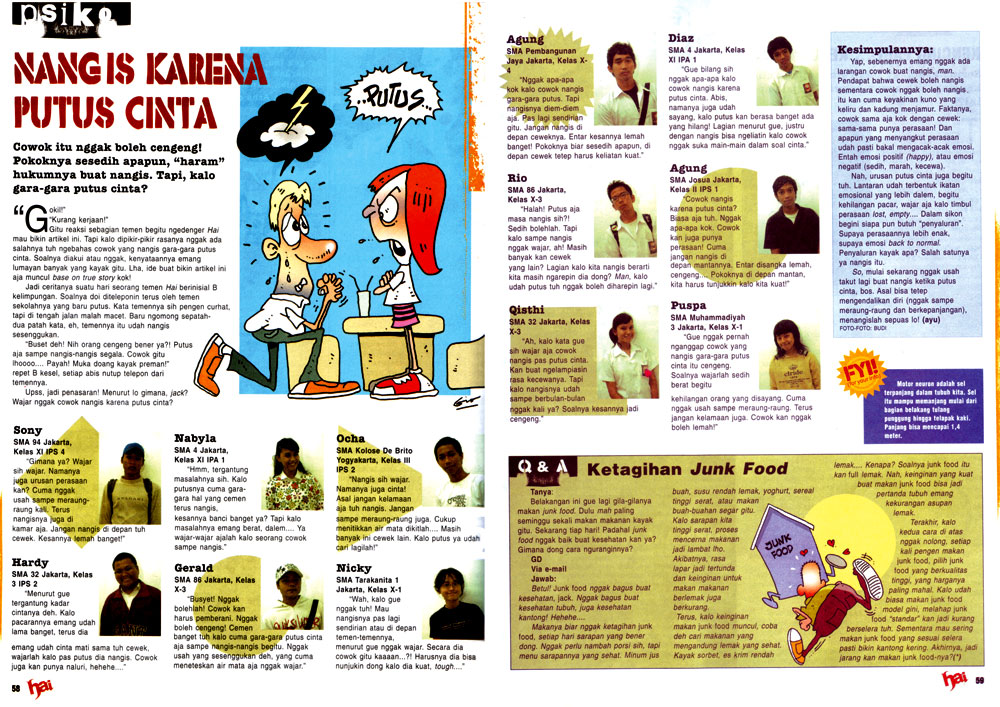 psiko
NANGIS KARENA
PUTUS CINTA
Cowok itu nggak boleh cengeng!
Pokoknya sesedih apapun, “haram”
hukumnya buat nangis. Tapi, kalo
gara-gara putus cinta?
“Gokil!”
“Kurang kerjaan!”
Gitu reaksi sebagian temen begitu ngedenger Hai
mau bikin artikel ini. Tapi kalo dipikir-pikir rasanya nggak ada
salahnya tuh ngebahas cowok yang nangis gara-gara putus
cinta. Soalnya diakui atau nggak, kenyataannya emang
lumayan banyak yang kayak gitu. Lha, ide buat bikin artikel ini
aja muncul base on true story kok!
Jadi ceritanya suatu hari seorang temen Hai berinisial B
kelimpungan. Soalnya doi diteleponin terus oleh temen
sekolahnya yang baru putus. Kata temennya sih pengen curhat,
tapi di tengah jalan malah macet. Baru ngomong sepatah-
dua patah kata, eh, temennya itu udah nangis
sesenggukan.
“Buset deh! Nih orang cengeng bener ya?! Putus
aja sampe nangis-nangis segala. Cowok gitu
lhoooo.... Payah! Muka doang kayak preman!”
repet B kesel, setiap abis nutup telepon dari
temennya.
Upss, jadi penasaran! Menurut lo gimana, jack?
Wajar nggak cowok nangis karena putus cinta?
..PUTUS..
Sony
SMA 94 Jakarta,
Kelas XI IPS 4
“Gimana ya? Wajar
sih wajar. Namanya
juga urusan perasaan
kan? Cuma nggak
usah sampe meraung-
raung kali. Terus
nangisnya juga di
kamar aja. Jangan nangis di depan tuh
cewek. Kesannya lemah banget!”
Nabyla
SMA 4 Jakarta,
Kelas XI IPA 1
“Hmm, tergantung
masalahnya sih. Kalo
putusnya cuma gara-
gara hal yang cemen
terus nangis,
kesannya banci banget ya? Tapi kalo
masalahnya emang berat, dalem.... Ya
wajar-wajar ajalah kalo seorang cowok
sampe nangis.”
Ocha
SMA Kolose De Brito
Yogyakarta, Kelas III
IPS 2
“Nangis sih wajar.
Namanya juga cinta!
Asal jangan kelamaan
aja tuh nangis. Jangan
sampe meraung-raung juga. Cukup
menitikkan air mata dikitlah.... Masih
banyak ini cewek lain. Kalo putus ya udah
cari lagilah!”
Hardy
SMA 32 Jakarta, Kelas
3 IPS 2
“Menurut gue
tergantung kadar
cintanya deh. Kalo
pacarannya emang udah
lama banget, terus dia
emang udah cinta mati sama tuh cewek,
wajarlah kalo pas putus dia nangis. Cowok
juga kan punya naluri, hehehe....”
Gerald
SMA 86 Jakarta, Kelas
X-3
“Busyet! Nggak
bolehlah! Cowok kan
harus pemberani. Nggak
boleh cengeng! Cemen
banget tuh kalo cuma gara-gara putus cinta
aja sampe nangis-nangis begitu. Nggak
usah yang sesenggukan deh, yang cuma
meneteskan air mata aja nggak wajar.”
Nicky
SMA Tarakanita 1
Jakarta, Kelas X-1
“Wah, kalo gue
nggak tuh! Mau
nangisnya pas lagi
sendirian atau di depan
temen-temennya,
menurut gue nggak wajar. Secara dia
cowok gitu kaaaan...?! Harusnya dia bisa
nunjukin dong kalo dia kuat, tough....”
58 hai
Agung
SMA Pembangunan
Jaya Jakarta, Kelas X-
4
“Nggak apa-apa
kok kalo cowok nangis
gara-gara putus. Tapi
nangisnya diem-diem
aja. Pas lagi sendirian
gitu. Jangan nangis di
depan ceweknya. Entar kesannya lemah
banget! Pokoknya biar sesedih apapun, di
depan cewek tetep harus keliatan kuat.”
Diaz
SMA 4 Jakarta, Kelas
XI IPA 1
“Gue bilang sih
nggak apa-apa kalo
cowok nangis karena
putus cinta. Abis,
namanya juga udah
sayang, kalo putus kan berasa banget ada
yang hilang! Lagian menurut gue, justru
dengan nangis bisa ngeliatin kalo cowok
nggak suka main-main dalam soal cinta.”
Rio
SMA 86 Jakarta,
Kelas X-3
“Halah! Putus aja
masa nangis sih?!
Sedih bolehlah. Tapi
kalo sampe nangis
nggak wajar, ah! Masih
banyak kan cewek
yang lain? Lagian kalo kita nangis berarti
kita masih ngarepin dia dong? Man, kalo
udah putus tuh nggak boleh diharepin lagi.”
Agung
SMA Josua Jakarta,
Kelas II IPS 1
“Cowok nangis
karena putus cinta?
Biasa aja tuh. Nggak
apa-apa kok. Cowok
kan juga punya
perasaan! Cuma
jangan nangis di
depan mantannya. Entar disangka lemah,
cengeng.... Pokoknya di depan mantan,
kita harus tunjukkin kalo kita kuat!”
Qisthi
SMA 32 Jakarta, Kelas
X-3
“Ah, kalo kata gue
sih wajar aja cowok
nangis pas putus cinta.
Kan buat ngelampiasin
rasa kecewanya. Tapi
kalo nangisnya udah
sampe berbulan-bulan
nggak kali ya? Soalnya kesannya jadi
cengeng.”
Puspa
SMA Muhammadiyah
3 Jakarta, Kelas X-1
“Gue nggak pernah
nganggap cowok yang
nangis gara-gara putus
cinta itu cengeng.
Soalnya wajarlah sedih
berat begitu
kehilangan orang yang disayang. Cuma
nggak usah sampe meraung-raung. Terus
jangan kelamaan juga. Cowok kan nggak
boleh lemah!”
Kesimpulannya:
Yap, sebenernya emang nggak ada
larangan cowok buat nangis, man.
Pendapat bahwa cewek boleh nangis
sementara cowok nggak boleh nangis,
itu kan cuma keyakinan kuno yang
keliru dan kadung menjamur. Faktanya,
cowok sama aja kok dengan cewek:
sama-sama punya perasaan! Dan
apapun yang menyangkut perasaan
udah pasti bakal mengacak-acak emosi.
Entah emosi positif (happy), atau emosi
negatif (sedih, marah, kecewa).
Nah, urusan putus cinta juga begitu
tuh. Lantaran udah terbentuk ikatan
emosional yang lebih dalem, begitu
kehilangan pacar, wajar aja kalo timbul
perasaan lost, empty.... Dalam sikon
begini siapa pun butuh “penyaluran”.
Supaya perasaannya lebih enak,
supaya emosi back to normal.
Penyaluran kayak apa? Salah satunya
ya nangis itu.
So, mulai sekarang nggak usah
takut lagi buat nangis ketika putus
cinta, bos. Asal bisa tetep
mengendalikan diri (nggak sampe
meraung-raung dan berkepanjangan),
menangislah sepuas lo! (ayu)
FOTO-FOTO: BUDI
FYI!
for your info
Motor neuron adalah sel
terpanjang dalam tubuh kita. Sel
itu mampu memanjang mulai dari
bagian belakang tulang
punggung hingga telapak kaki.
Panjang bisa mencapai 1,4
meter.
Q & A
Ketagihan Junk Food
Tanya:
Belakangan ini gue lagi gila-gilanya
makan junk food. Dulu mah paling
seminggu sekali makan makanan kayak
gitu. Sekarang tiap hari! Padahal junk
food nggak baik buat kesehatan kan ya?
Gimana dong cara nguranginnya?
GD
Via e-mail
Jawab:
Betul! Junk food nggak bagus buat
kesehatan, jack. Nggak bagus buat
kesehatan tubuh, juga kesehatan
kantong! Hehehe....
Makanya biar nggak ketagihan junk
food, setiap hari sarapan yang bener
dong. Nggak perlu nambah porsi sih, tapi
menu sarapannya yang sehat. Minum jus
buah, susu rendah lemak, yoghurt, sereal
tinggi serat, atau makan
buah-buahan segar gitu.
Kalo sarapan kita
tinggi serat, proses
mencerna makanan
jadi lambat lho.
Akibatnya, rasa
lapar jadi tertunda
dan keinginan untuk
makan makanan
berlemak juga
berkurang.
Terus, kalo keinginan
makan junk food muncul, coba
deh cari makanan yang
mengandung lemak yang sehat.
Kayak sorbet, es krim rendah
lemak.... Kenapa? Soalnya junk food itu
kan full lemak. Nah, keinginan yang kuat
buat makan junk food bisa jadi
pertanda tubuh emang
kekurangan asupan
lemak.
Terakhir, kalo
kedua cara di atas
nggak nolong, setiap
kali pengen makan
junk food, pilih junk
food yang berkualitas
tinggi, yang harganya
paling mahal. Kalo udah
biasa makan junk food
model gini, melahap junk
food “standar” kan jadi kurang
berselera tuh. Sementara mau sering
makan junk food yang sesuai selera
pasti bikin kantong kering. Akhirnya, jadi
jarang kan makan junk food-nya?(*)
JUNK
FOOD
hai 59